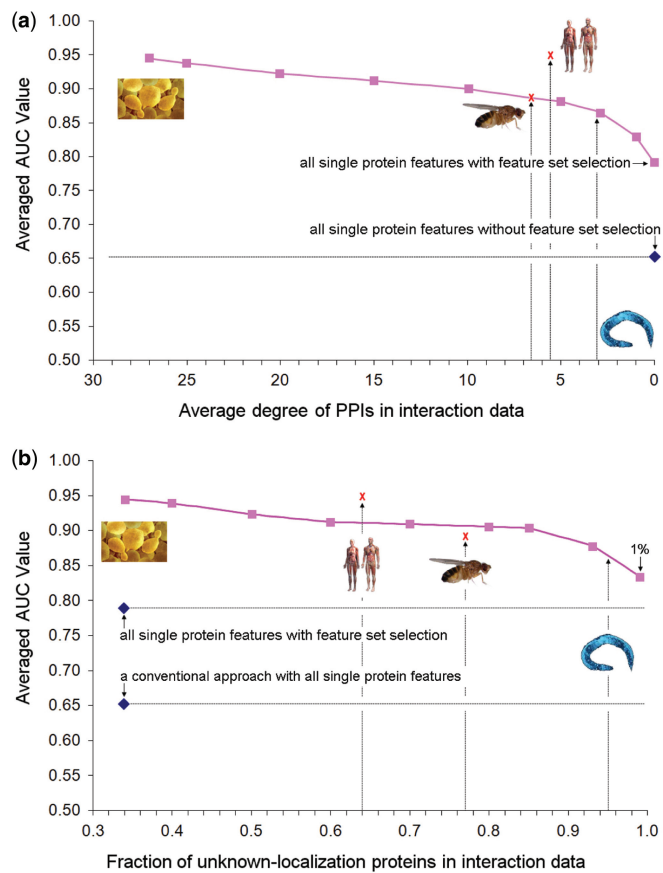 (a)
Averaged AUC Value
1.00
0.95
0.90
0.85
0.80
0.75
0.70
0.65
0.60
0.55
0.50
x
x
all single protein features with feature set selection
all single protein features without feature set selection
30 25 20 15 10 5 0
Average degree of PPIs in interaction data
(b)
Averaged AUC Value
1.00
0.95
0.90
0.85
0.80
0.75
0.70
0.65
0.60
0.55
0.50
x
x
1%
all single protein features with feature set selection
a conventional approach with all single protein features
0.3 0.4 0.5 0.6 0.7 0.8 0.9 1.0
Fraction of unknown-localization proteins in interaction data